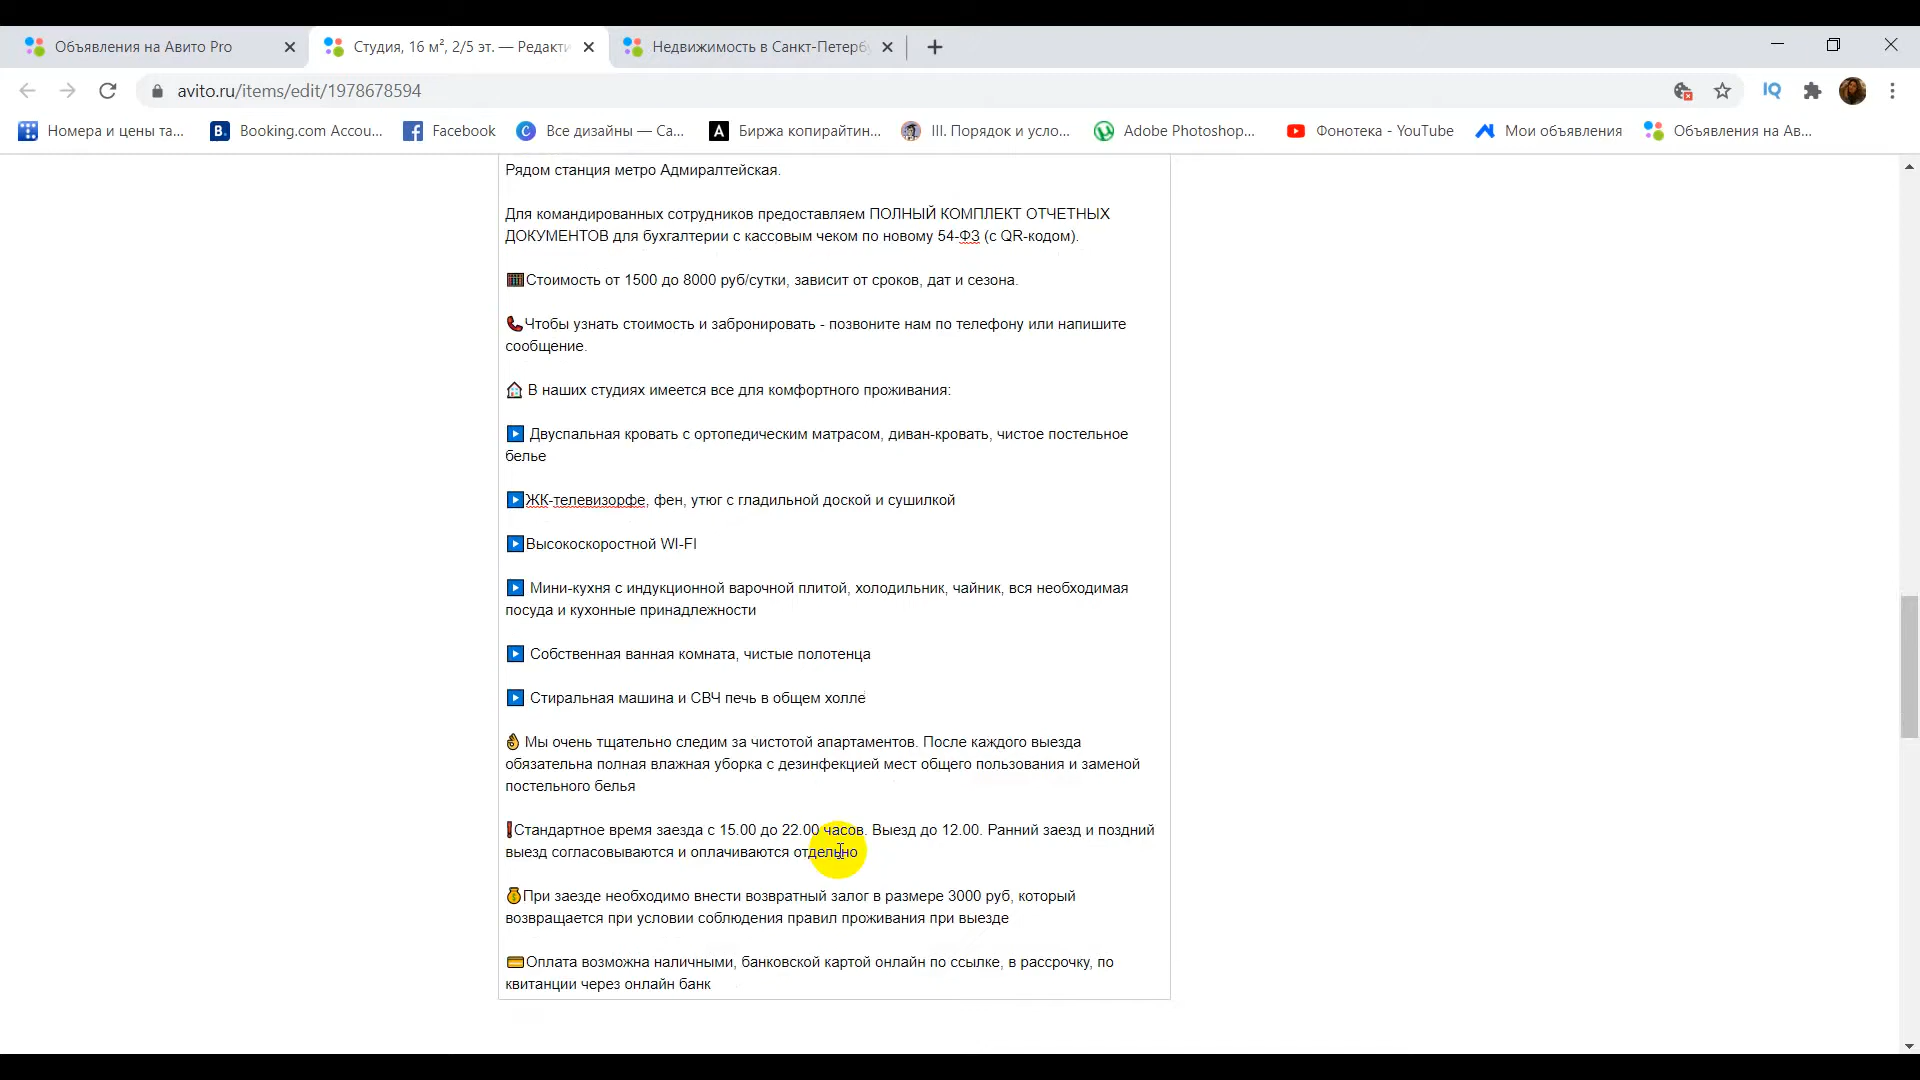 Объявления на Авито Pro
Студия, 16 м², 2/5 эт. — Редакти
Недвижимость в Санкт-Петербу
avito.ru/items/edit/1978678594
Номера и цены та...
Booking.com Accou...
Facebook
Все дизайны — Ca...
Биржа копирайтин...
III. Порядок и усло...
Adobe Photoshop...
Фонотека - YouTube
Мои объявления
Объявления на Ав...
Рядом станция метро Адмиралтейская.
Для командированных сотрудников предоставляем ПОЛНЫЙ КОМПЛЕКТ ОТЧЕТНЫХ
ДОКУМЕНТОВ для бухгалтерии с кассовым чеком по новому 54-ФЗ (с QR-кодом).
Стоимость от 1500 до 8000 руб/сутки, зависит от сроков, дат и сезона.
Чтобы узнать стоимость и забронировать - позвоните нам по телефону или напишите
сообщение.
В наших студиях имеется все для комфортного проживания:
Двуспальная кровать с ортопедическим матрасом, диван-кровать, чистое постельное
белье
ЖК-телевизорфе, фен, утюг с гладильной доской и сушилкой
Высокоскоростной WI-FI
Мини-кухня с индукционной варочной плитой, холодильник, чайник, вся необходимая
посуда и кухонные принадлежности
Собственная ванная комната, чистые полотенца
Стиральная машина и СВЧ печь в общем холле
Мы очень тщательно следим за чистотой апартаментов. После каждого выезда
обязательна полная влажная уборка с дезинфекцией мест общего пользования и заменой
постельного белья
Стандартное время заезда с 15.00 до 22.00 часов. Выезд до 12.00. Ранний заезд и поздний
выезд согласовываются и оплачиваются отдельно
При заезде необходимо внести возвратный залог в размере 3000 руб, который
возвращается при условии соблюдения правил проживания при выезде
Оплата возможна наличными, банковской картой онлайн по ссылке, в рассрочку, по
квитанции через онлайн банк